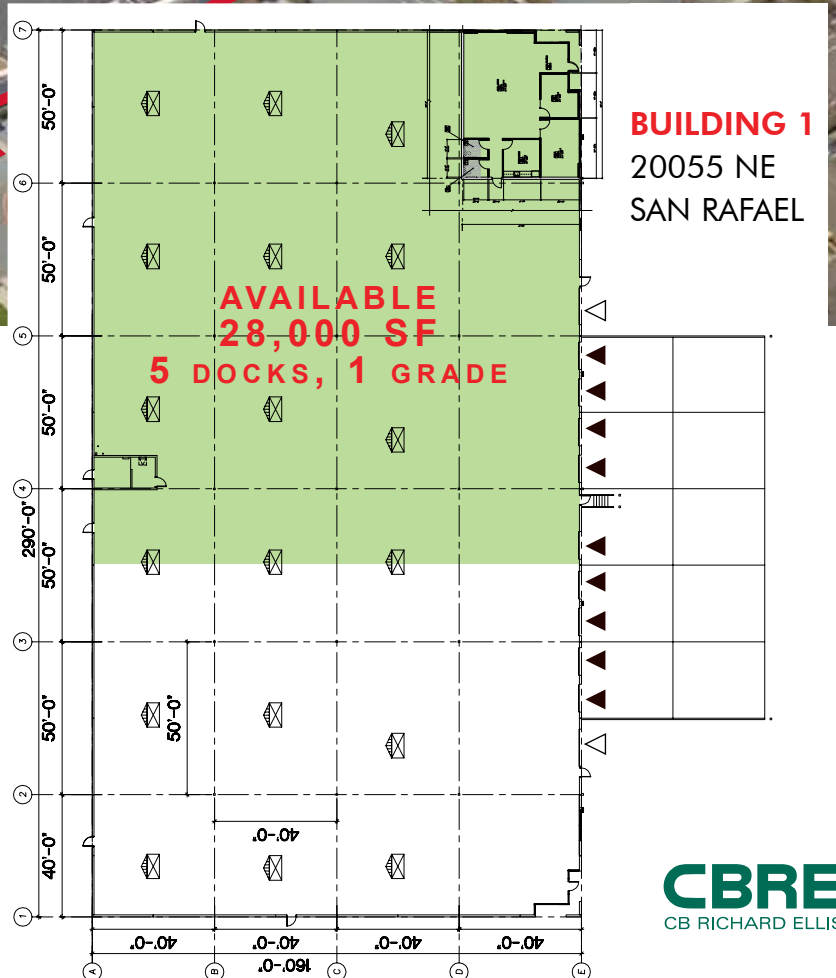 BUILDING 1
20055 NE
SAN RAFAEL
AVAILABLE
28,000 SF
5 DOCKS, 1 GRADE
7
50'-0"
6
50'-0"
5
50'-0"
4
290'-0"
50'-0"
3
50'-0"
50'-0"
2
40'-0"
40'-0"
1
40'-0"
40'-0"
40'-0"
40'-0"
160'-0"
A
B
C
D
E
CBRE
CB RICHARD ELLIS